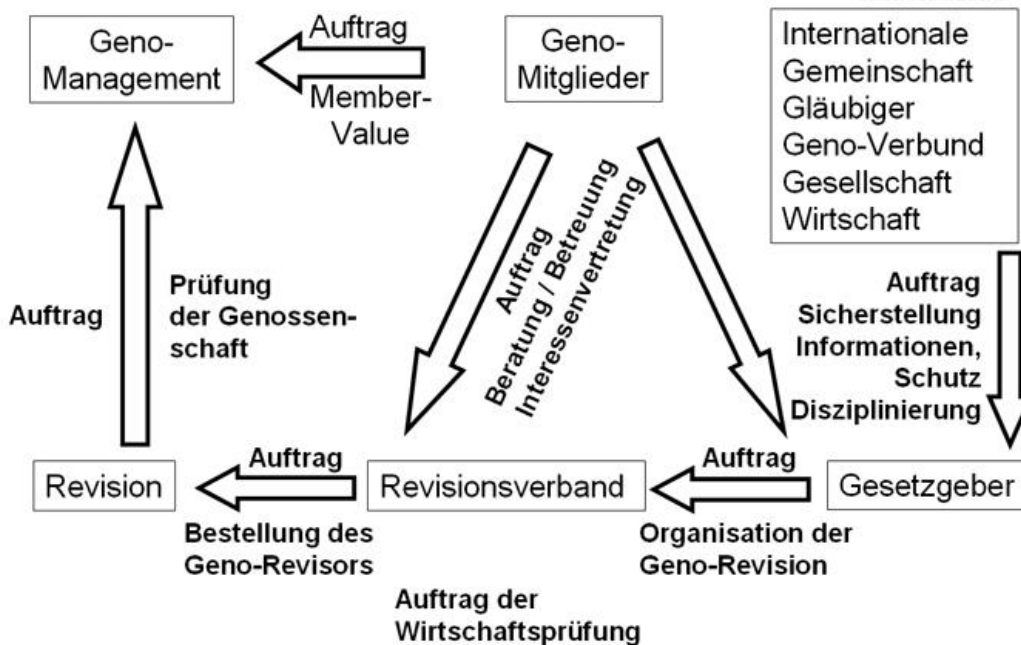 Geno-
Management
Auftrag
Member-
Value
Geno-
Mitglieder
Internationale
Gemeinschaft
Gläubiger
Geno-Verbund
Gesellschaft
Wirtschaft
Auftrag
Prüfung
der Genossen-
schaft
Auftrag
Beratung / Betreuung
Interessenvertretung
Auftrag
Sicherstellung
Informationen,
Schutz
Disziplinierung
Revision
Auftrag
Bestellung des
Geno-Revisors
Revisionsverband
Auftrag
Organisation der
Geno-Revision
Gesetzgeber
Auftrag der
Wirtschaftsprüfung